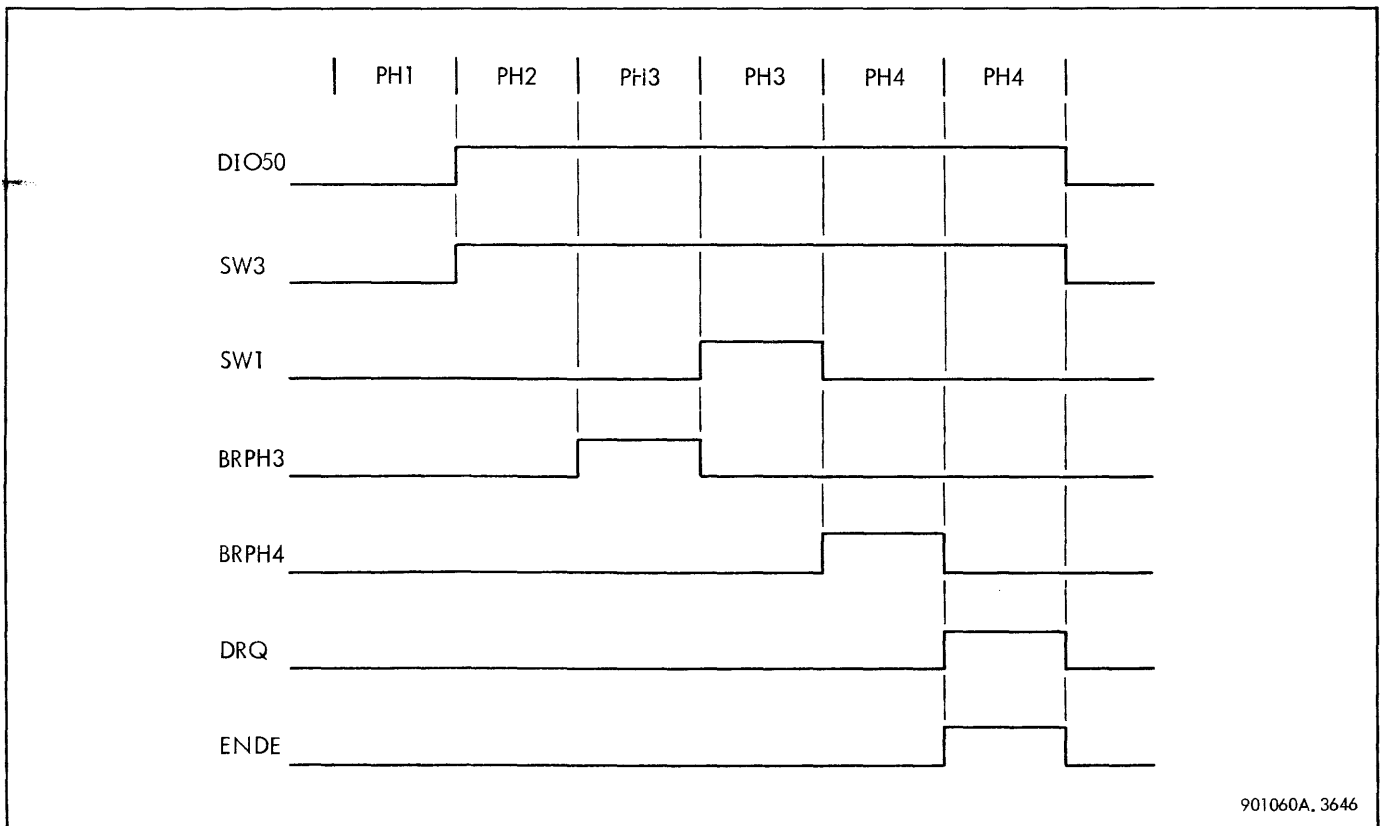 PH1 PH2 PH3 PH3 PH4 PH4
DIO50
SW3
SW1
BRPH3
BRPH4
DRQ
ENDE
901060A. 3646